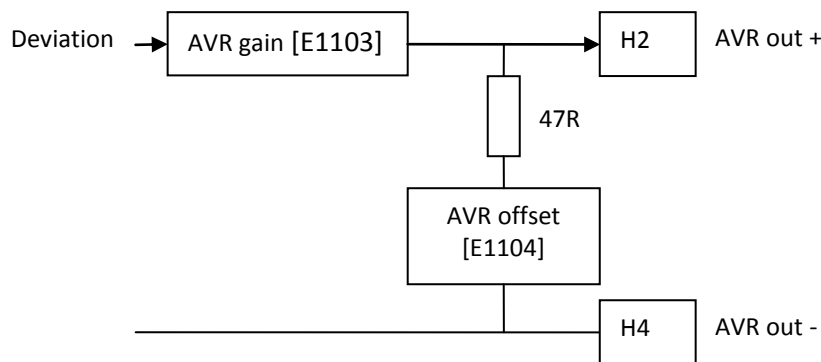 Deviation
AVR gain [E1103]
H2
AVR out +
47R
AVR offset
[E1104]
H4
AVR out -